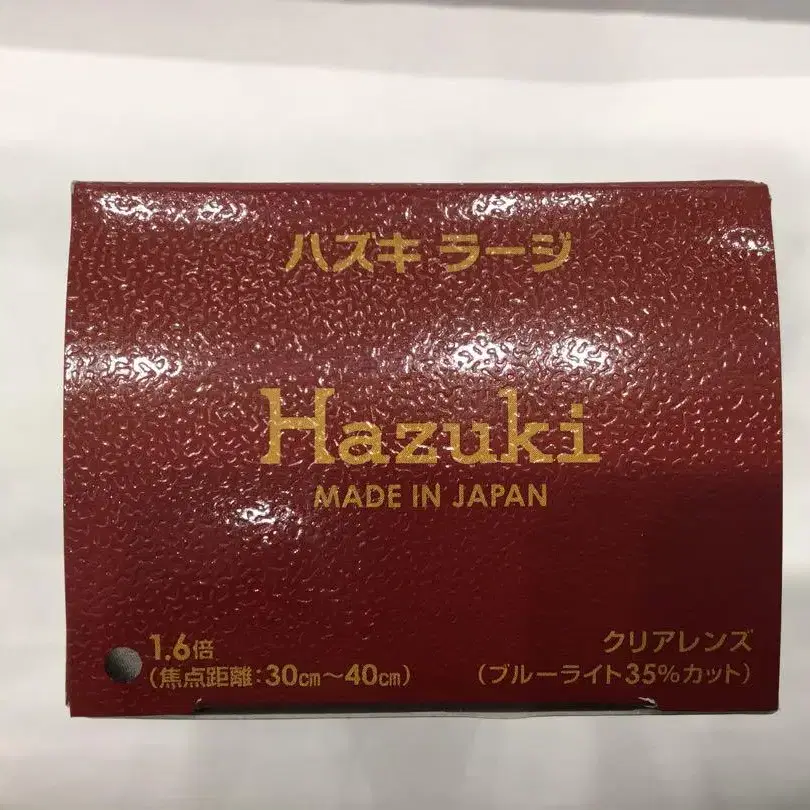 ハズキ ラージ
Hazuki
MADE IN JAPAN
1.6倍
(焦点距離:30cm～40cm)
クリアレンズ
(ブルーライト35%カット)